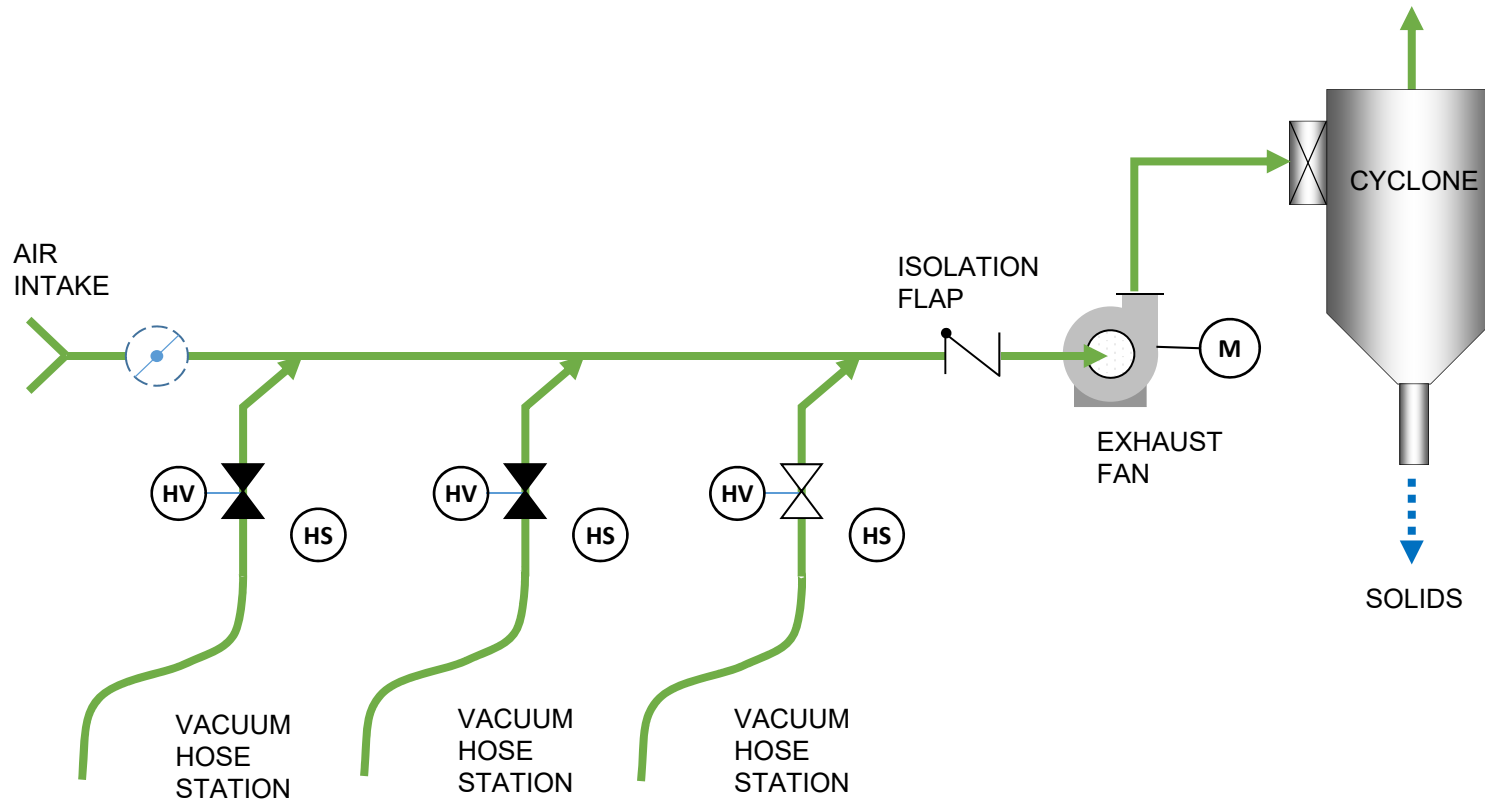 CYCLONE
AIR
INTAKE
ISOLATION
FLAP
M
EXHAUST
FAN
HV
HS
HV
HS
HV
HS
SOLIDS
VACUUM
HOSE
STATION
VACUUM
HOSE
STATION
VACUUM
HOSE
STATION